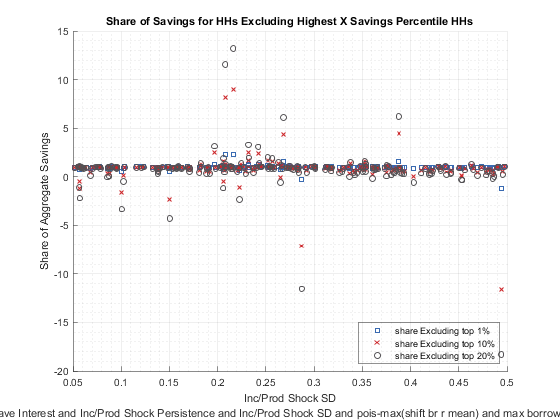 Share of Savings for HHs Excluding Highest X Savings Percentile HHs
15
10
5
0
-5
-10
-15
-20
Share of Aggregate Savings
0.05 0.1 0.15 0.2 0.25 0.3 0.35 0.4 0.45 0.5
Inc/Prod Shock SD
share Excluding top 1%
share Excluding top 10%
share Excluding top 20%
ave Interest and Inc/Prod Shock Persistence and Inc/Prod Shock SD and pois-max(shift br r mean) and max borrow